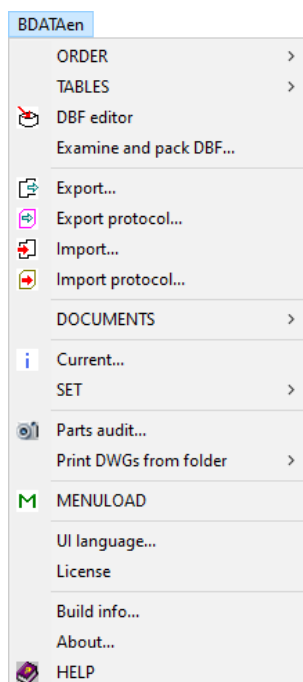 BDATAen
ORDER
TABLES
DBF editor
Examine and pack DBF...
Export...
Export protocol...
Import...
Import protocol...
DOCUMENTS
Current...
SET
Parts audit...
Print DWGs from folder
MENULOAD
UI language...
License
Build info...
About...
HELP